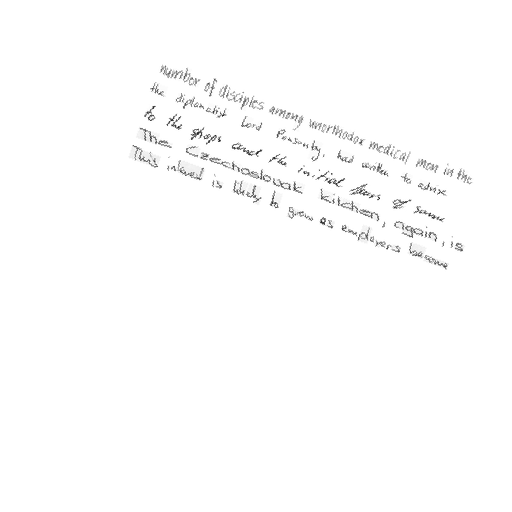 number of disciples among unorthodox medical men in the
the diplomatist Lord Ponsonby, had written to advise
to the shops and the initial fears of some
The Czechoslovak kitchen, again, is
This interest is likely to grow as employers become